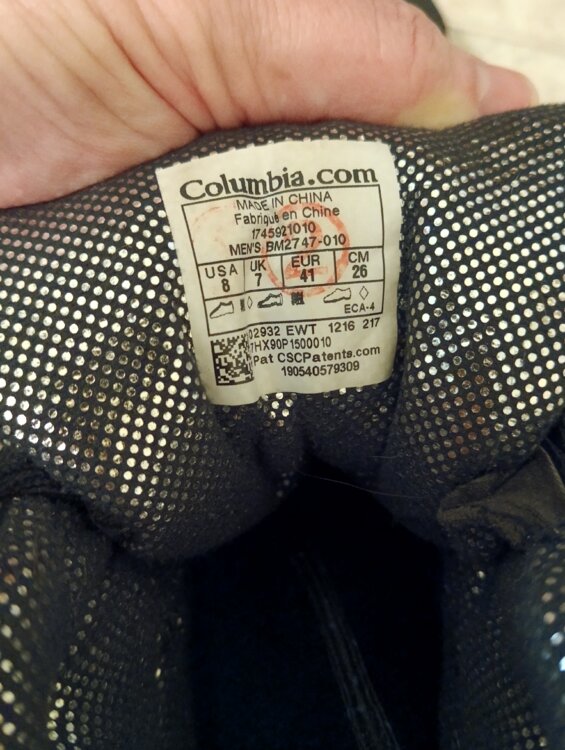 Columbia.com
MADE IN CHINA
Fabriqué en Chine
1745921010
MEN'S BM2747-010
USA UK EUR CM
8 7 41 26
ECA-4
02932 EWT 1216 217
7HX90P1500010
Pat CSCPatents.com
190540579309